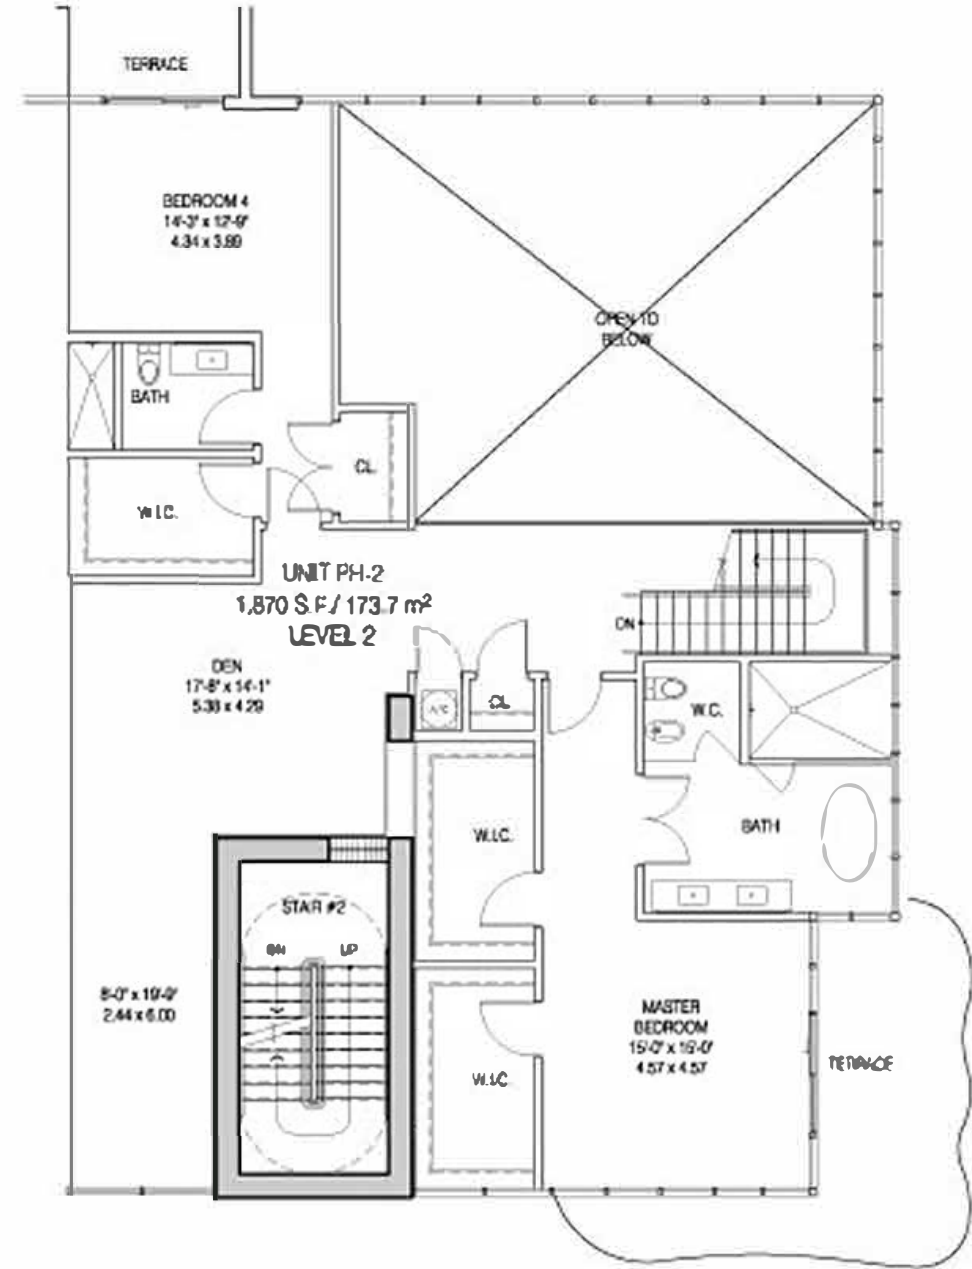 TERRACE
BEDROOM 4
14'-3" x 12'-9"
4.34 x 3.89
OPEN TO
BELOW
BATH
CL.
W.I.C.
UNIT PH-2
1,870 S.F./ 173.7 m²
LEVEL 2
DN
DEN
17'-8" x 14'-1"
5.38 x 4.29
A/C
CL
W.C.
W.I.C.
BATH
STAIR #2
DN
UP
8'-0" x 19'-9"
2.44 x 6.00
MASTER
BEDROOM
15'-0" x 15'-0"
4.57 x 4.57
TERRACE
W.I.C